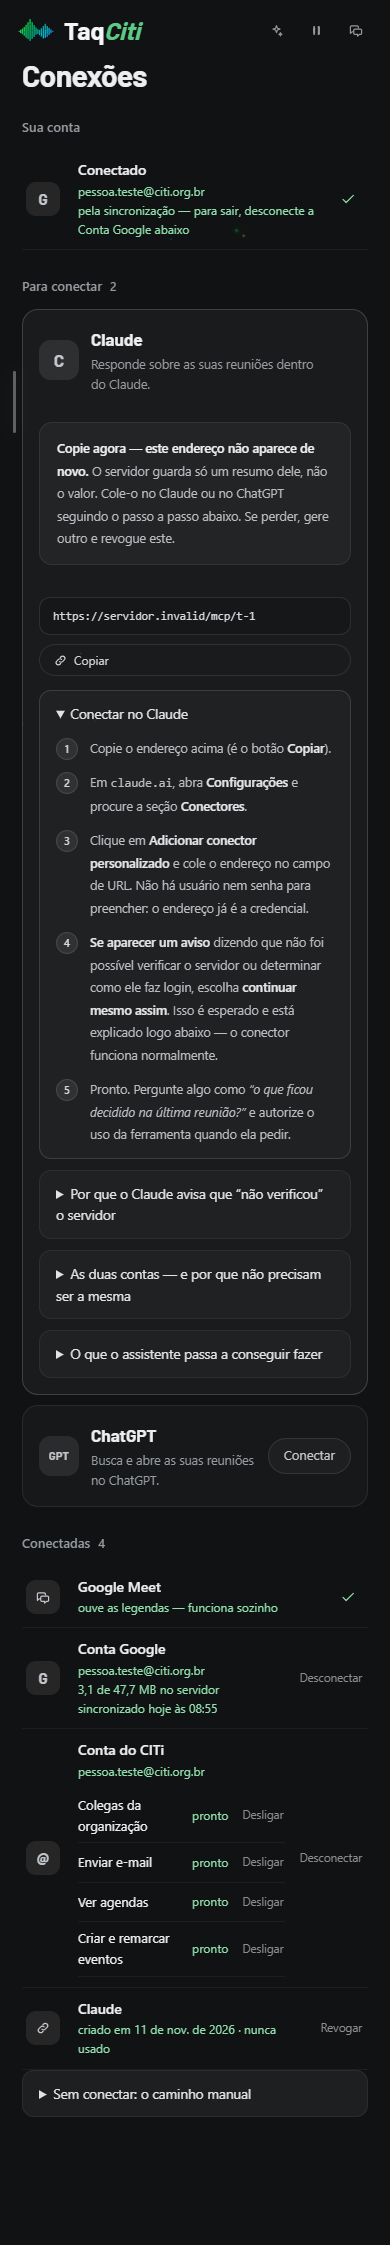 TaqCiti
Conexões
Sua conta
G
Conectado
pessoa.teste@citi.org.br
pela sincronização — para sair, desconecte a
Conta Google abaixo
Para conectar 2
C
Claude
Responde sobre as suas reuniões dentro
do Claude.
Copie agora — este endereço não aparece de
novo. O servidor guarda só um resumo dele, não
o valor. Cole-o no Claude ou no ChatGPT
seguindo o passo a passo abaixo. Se perder, gere
outro e revogue este.
https://servidor.invalid/mcp/t-1
Copiar
▼ Conectar no Claude
1 Copie o endereço acima (é o botão Copiar).
2 Em claude.ai, abra Configurações e
procure a seção Conectores.
3 Clique em Adicionar conector
personalizado e cole o endereço no campo
de URL. Não há usuário nem senha para
preencher: o endereço já é a credencial.
4 Se aparecer um aviso dizendo que não foi
possível verificar o servidor ou determinar
como ele faz login, escolha continuar
mesmo assim. Isso é esperado e está
explicado logo abaixo — o conector
funciona normalmente.
5 Pronto. Pergunte algo como “o que ficou
decidido na última reunião?” e autorize o
uso da ferramenta quando ela pedir.
▶ Por que o Claude avisa que “não verificou”
o servidor
▶ As duas contas — e por que não precisam
ser a mesma
▶ O que o assistente passa a conseguir fazer
GPT
ChatGPT
Busca e abre as suas reuniões
no ChatGPT.
Conectar
Conectadas 4
Google Meet
ouve as legendas — funciona sozinho
G
Conta Google
pessoa.teste@citi.org.br
3,1 de 47,7 MB no servidor
sincronizado hoje às 08:55
Desconectar
@
Conta do CITi
pessoa.teste@citi.org.br
Colegas da
organização
pronto Desligar
Enviar e-mail pronto Desligar
Desconectar
Ver agendas pronto Desligar
Criar e remarcar
eventos
pronto Desligar
Claude
criado em 11 de nov. de 2026 · nunca
usado
Revogar
▶ Sem conectar: o caminho manual